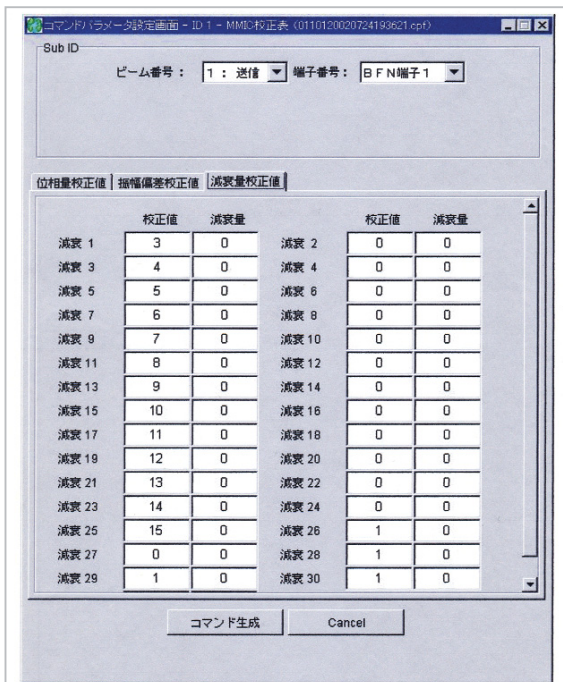 コマンドパラメータ設定画面 - ID 1 - MMIC校正表 (0110120020724193621.cpf)
Sub ID
ビーム番号： 1 ： 送信 端子番号： ＢＦＮ端子１
位相量校正値 振幅偏差校正値 減衰量校正値
校正値 減衰量 校正値 減衰量
減衰 1 3 0 減衰 2 0 0
減衰 3 4 0 減衰 4 0 0
減衰 5 5 0 減衰 6 0 0
減衰 7 6 0 減衰 8 0 0
減衰 9 7 0 減衰 10 0 0
減衰 11 8 0 減衰 12 0 0
減衰 13 9 0 減衰 14 0 0
減衰 15 10 0 減衰 16 0 0
減衰 17 11 0 減衰 18 0 0
減衰 19 12 0 減衰 20 0 0
減衰 21 13 0 減衰 22 0 0
減衰 23 14 0 減衰 24 0 0
減衰 25 15 0 減衰 26 1 0
減衰 27 0 0 減衰 28 1 0
減衰 29 1 0 減衰 30 1 0
コマンド生成 Cancel